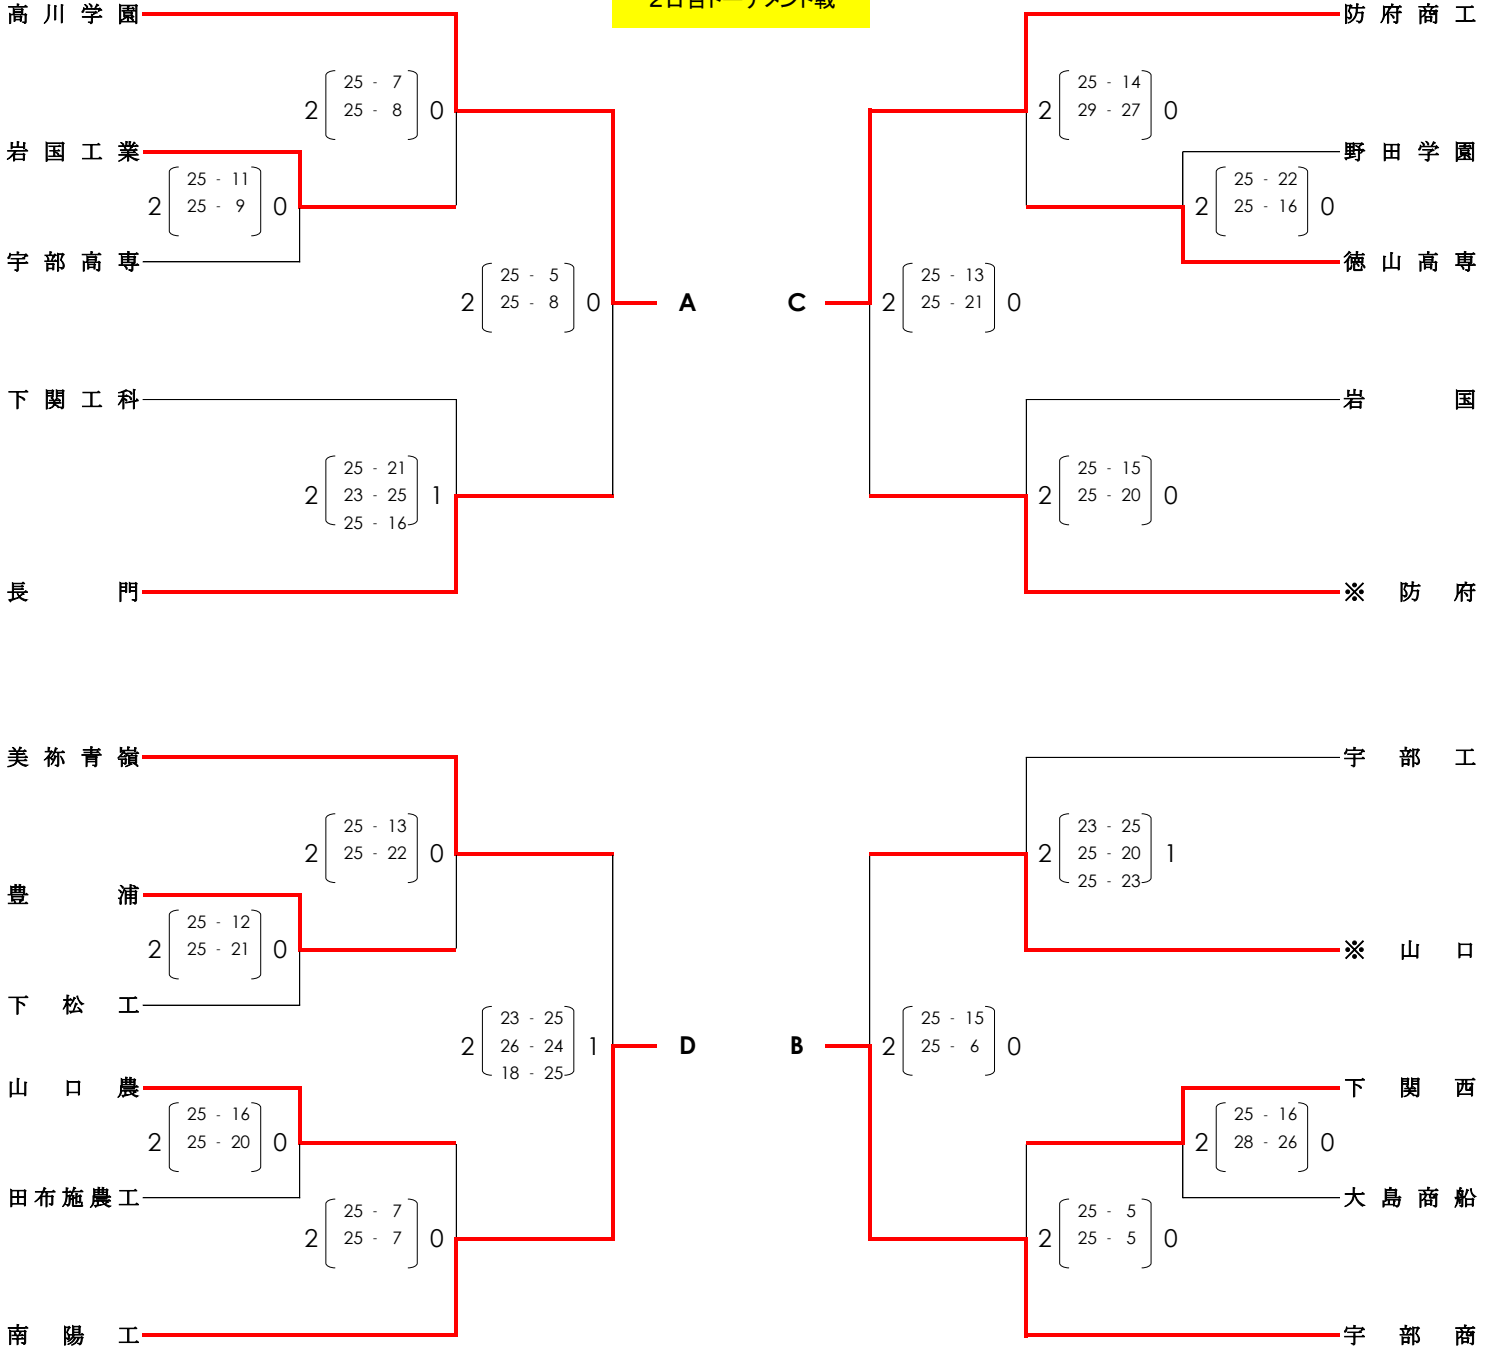 2日目トーナメント戦
高川学園
2 25 - 7 0
25 - 8
岩国工業
2 25 - 11 0
25 - 9
宇部高専
2 25 - 5 0
25 - 8
A
下関工科
2 25 - 21 1
23 - 25
25 - 16
長門
防府商工
2 25 - 14 0
29 - 27
野田学園
2 25 - 22 0
25 - 16
徳山高専
C
2 25 - 13 0
25 - 21
岩国
2 25 - 15 0
25 - 20
※防府
美祢青嶺
2 25 - 13 0
25 - 22
豊浦
2 25 - 12 0
25 - 21
下松工
2 23 - 25 1
26 - 24
18 - 25
D
山口農
2 25 - 16 0
25 - 20
田布施農工
2 25 - 7 0
25 - 7
南陽工
宇部工
2 23 - 25 1
25 - 20
25 - 23
※山口
B
2 25 - 15 0
25 - 6
下関西
2 25 - 16 0
28 - 26
大島商船
2 25 - 5 0
25 - 5
宇部商